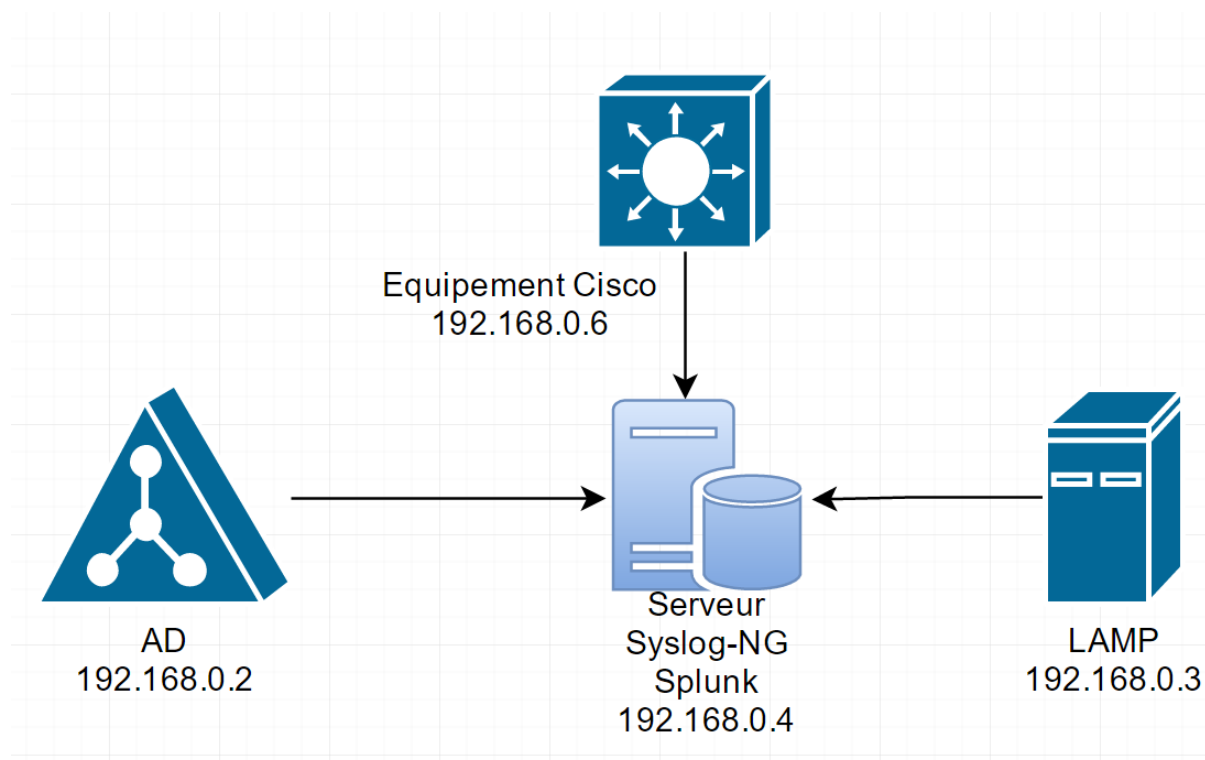 Equipement Cisco
192.168.0.6
AD
192.168.0.2
Serveur
Syslog-NG
Splunk
192.168.0.4
LAMP
192.168.0.3